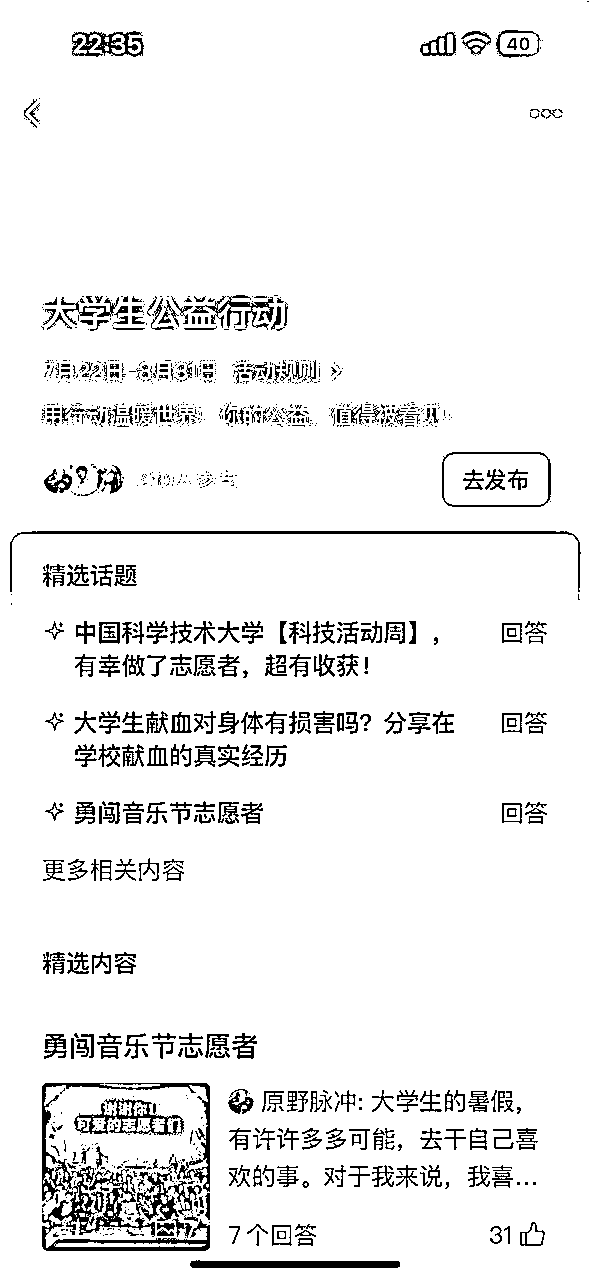 22:35
40
大学生公益行动
7月22日-8月31日 活动规则
用行动温暖世界！你的公益，值得被看见
去发布
精选话题
中国科学技术大学【科技活动周】，
有幸做了志愿者，超有收获！
回答
大学生献血对身体有损害吗？分享在
学校献血的真实经历
回答
勇闯音乐节志愿者
回答
更多相关内容
精选内容
勇闯音乐节志愿者
谢谢你！
可爱的志愿者们
原野脉冲: 大学生的暑假，
有许许多多可能，去干自己喜
欢的事。对于我来说，我喜...
7个回答
31